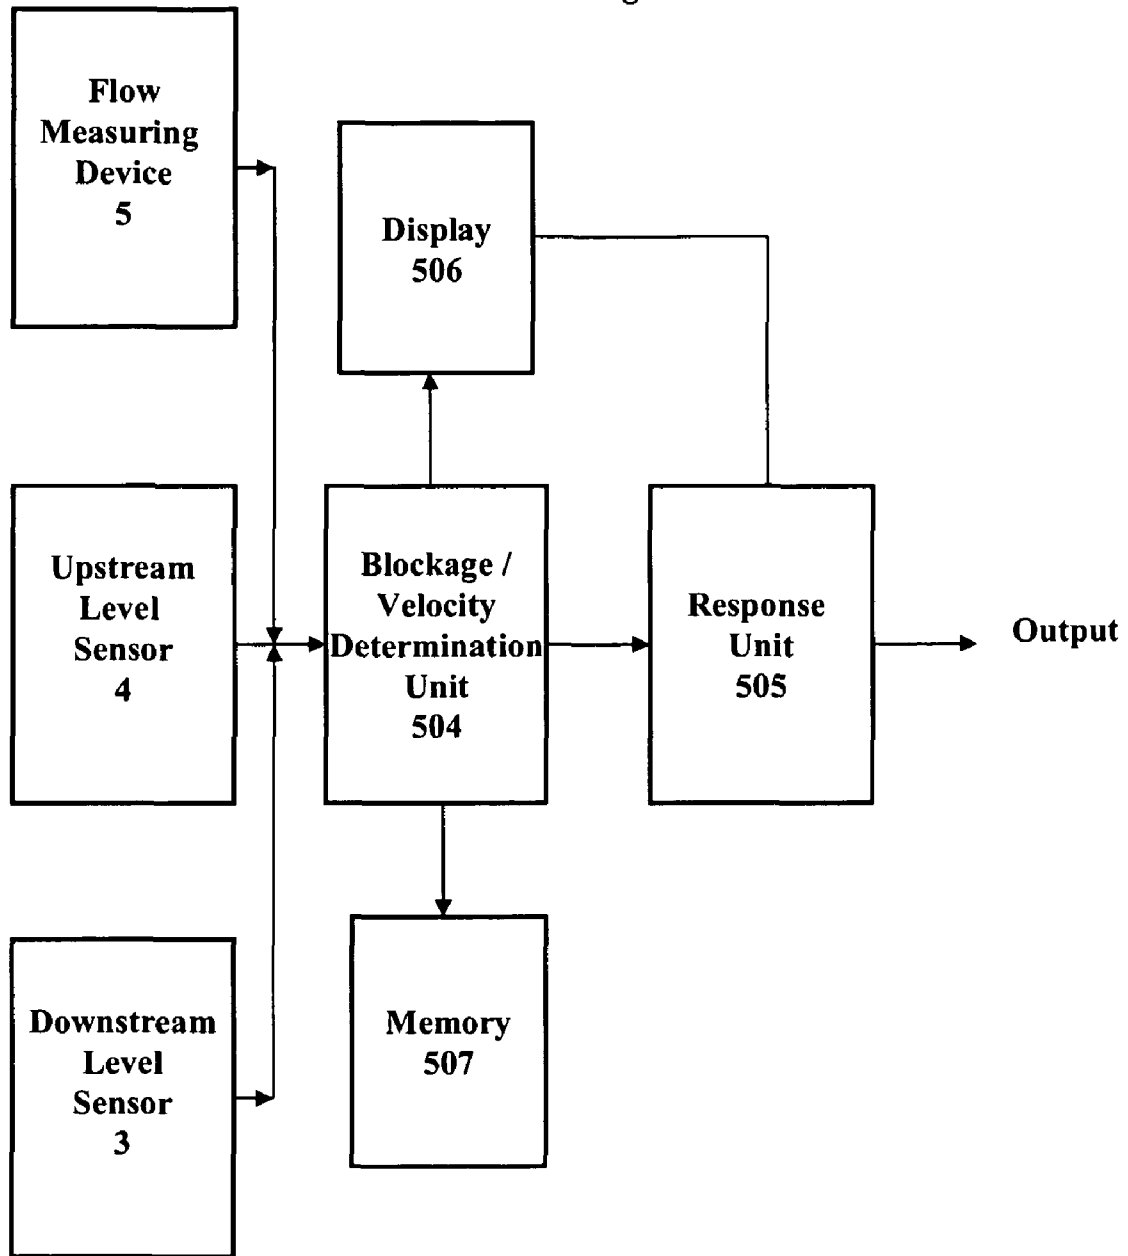 Flow
Measuring
Device
5
Display
506
Upstream
Level
Sensor
4
Blockage /
Velocity
Determination
Unit
504
Response
Unit
505
Output
Downstream
Level
Sensor
3
Memory
507